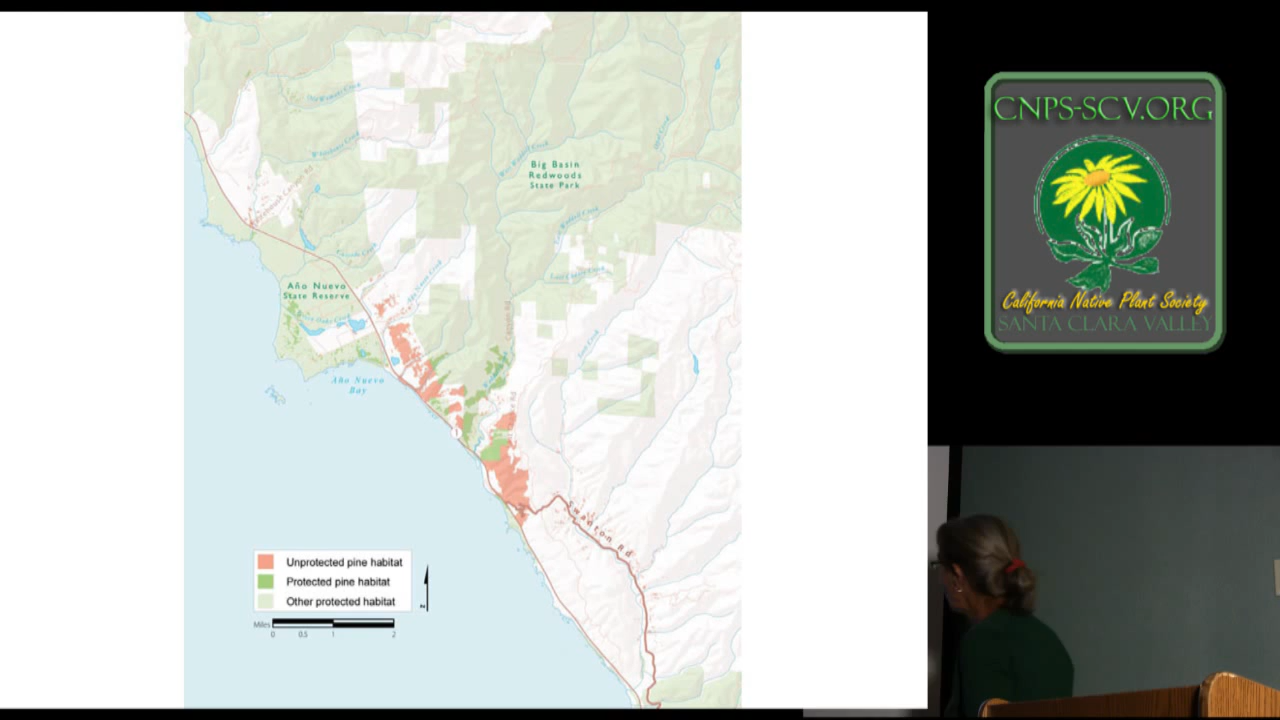 Big Basin
Redwoods
State Park
Año Nuevo
State Reserve
Año Nuevo
Bay
1
Swanton Rd
Unprotected pine habitat
Protected pine habitat
Other protected habitat
Miles
0 0.5 1 2
CNPS-SCV.ORG
California Native Plant Society
SANTA CLARA VALLEY